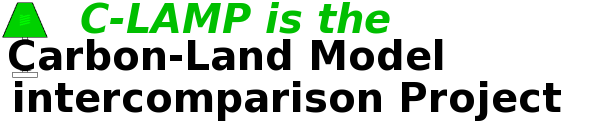 C-LAMP is the
Carbon-Land Model
intercomparison Project